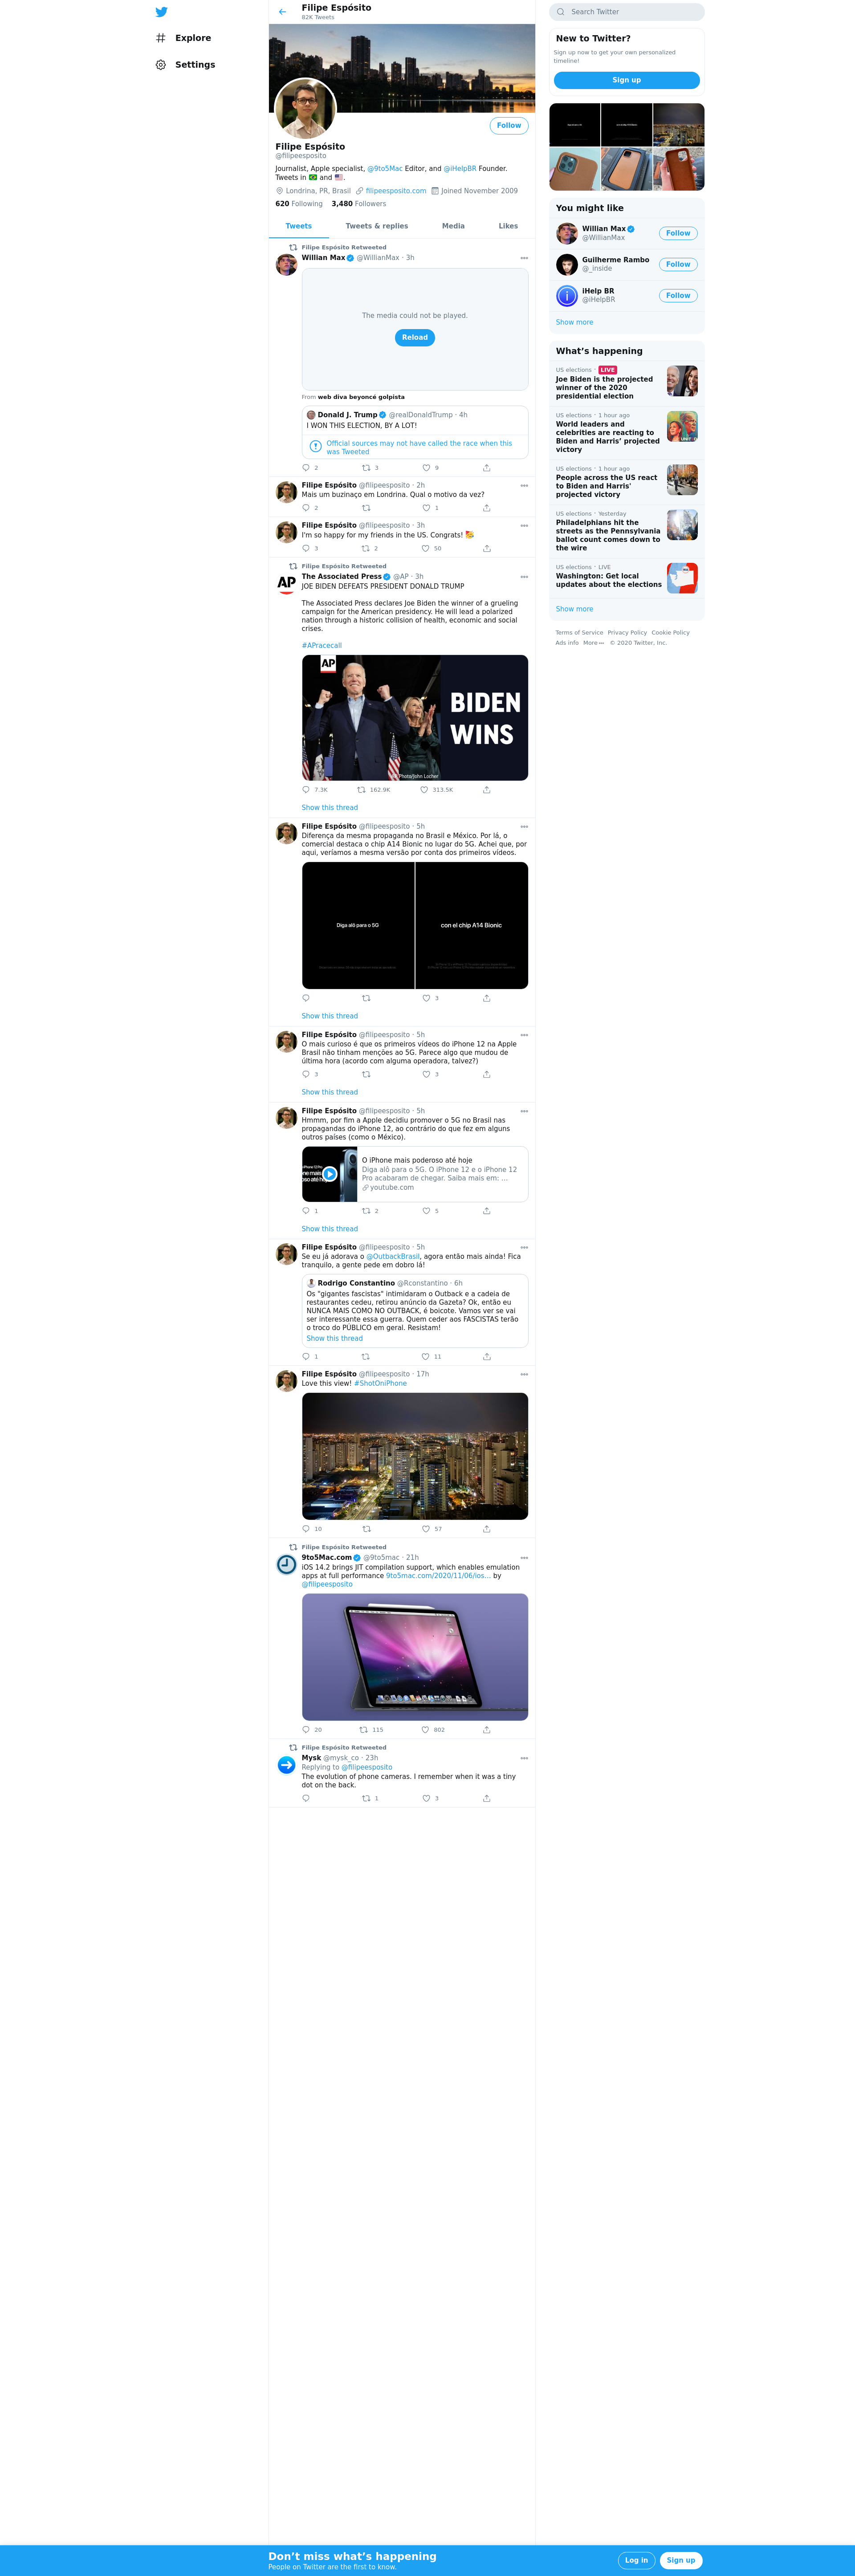 Explore
Settings
Filipe Espósito
82K Tweets
Follow
Filipe Espósito
@filipeesposito
Journalist, Apple specialist, @9to5Mac Editor, and @iHelpBR Founder.
Tweets in 🇧🇷 and 🇺🇸.
Londrina, PR, Brasil filipeesposito.com Joined November 2009
620 Following 3,480 Followers
Tweets Tweets & replies Media Likes
Filipe Espósito Retweeted
Willian Max @WillianMax · 3h
The media could not be played.
Reload
From web diva beyoncé golpista
Donald J. Trump @realDonaldTrump · 4h
I WON THIS ELECTION, BY A LOT!
Official sources may not have called the race when this
was Tweeted
2 3 9
Filipe Espósito @filipeesposito · 2h
Mais um buzinaço em Londrina. Qual o motivo da vez?
2 1
Filipe Espósito @filipeesposito · 3h
I'm so happy for my friends in the US. Congrats! 🥰
3 2 50
Filipe Espósito Retweeted
AP
The Associated Press @AP · 3h
JOE BIDEN DEFEATS PRESIDENT DONALD TRUMP
The Associated Press declares Joe Biden the winner of a grueling
campaign for the American presidency. He will lead a polarized
nation through a historic collision of health, economic and social
crises.
#APracecall
AP
BIDEN
WINS
Photo/John Locher
7.3K 162.9K 313.5K
Show this thread
Filipe Espósito @filipeesposito · 5h
Diferença da mesma propaganda no Brasil e México. Por lá, o
comercial destaca o chip A14 Bionic no lugar do 5G. Achei que, por
aqui, veríamos a mesma versão por conta dos primeiros vídeos.
Diga alô para o 5G
con el chip A14 Bionic
3
Show this thread
Filipe Espósito @filipeesposito · 5h
O mais curioso é que os primeiros vídeos do iPhone 12 na Apple
Brasil não tinham menções ao 5G. Parece algo que mudou de
última hora (acordo com alguma operadora, talvez?)
3 3
Show this thread
Filipe Espósito @filipeesposito · 5h
Hmmm, por fim a Apple decidiu promover o 5G no Brasil nas
propagandas do iPhone 12, ao contrário do que fez em alguns
outros países (como o México).
O iPhone mais poderoso até hoje
Diga alô para o 5G. O iPhone 12 e o iPhone 12
Pro acabaram de chegar. Saiba mais em: ...
youtube.com
1 2 5
Show this thread
Filipe Espósito @filipeesposito · 5h
Se eu já adorava o @OutbackBrasil, agora então mais ainda! Fica
tranquilo, a gente pede em dobro lá!
Rodrigo Constantino @Rconstantino · 6h
Os "gigantes fascistas" intimidaram o Outback e a cadeia de
restaurantes cedeu, retirou anúncio da Gazeta? Ok, então eu
NUNCA MAIS COMO NO OUTBACK, é boicote. Vamos ver se vai
ser interessante essa guerra. Quem ceder aos FASCISTAS terão
o troco do PÚBLICO em geral. Resistam!
Show this thread
1 11
Filipe Espósito @filipeesposito · 17h
Love this view! #ShotOniPhone
10 57
Filipe Espósito Retweeted
9to5Mac.com @9to5mac · 21h
iOS 14.2 brings JIT compilation support, which enables emulation
apps at full performance 9to5mac.com/2020/11/06/ios... by
@filipeesposito
20 115 802
Filipe Espósito Retweeted
Mysk @mysk_co · 23h
Replying to @filipeesposito
The evolution of phone cameras. I remember when it was a tiny
dot on the back.
1 3
Search Twitter
New to Twitter?
Sign up now to get your own personalized
timeline!
Sign up
You might like
Willian Max
@WillianMax
Follow
Guilherme Rambo
@_inside
Follow
iHelp BR
@iHelpBR
Follow
Show more
What's happening
US elections · LIVE
Joe Biden is the projected
winner of the 2020
presidential election
US elections · 1 hour ago
World leaders and
celebrities are reacting to
Biden and Harris' projected
victory
US elections · 1 hour ago
People across the US react
to Biden and Harris'
projected victory
US elections · Yesterday
Philadelphians hit the
streets as the Pennsylvania
ballot count comes down to
the wire
US elections · LIVE
Washington: Get local
updates about the elections
Show more
Terms of Service Privacy Policy Cookie Policy
Ads info More ••• © 2020 Twitter, Inc.
Don't miss what's happening
People on Twitter are the first to know.
Log in
Sign up